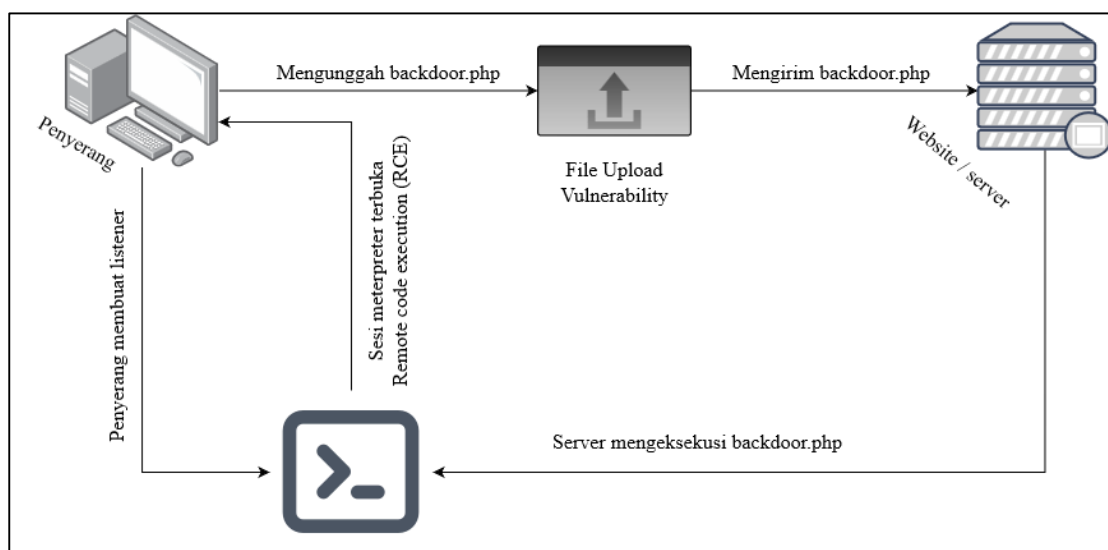 Mengunggah backdoor.php
Mengirim backdoor.php
Penyerang
File Upload
Vulnerability
Website / server
Penyerang membuat listener
Sesi meterpreter terbuka
Remote code execution (RCE)
Server mengeksekusi backdoor.php